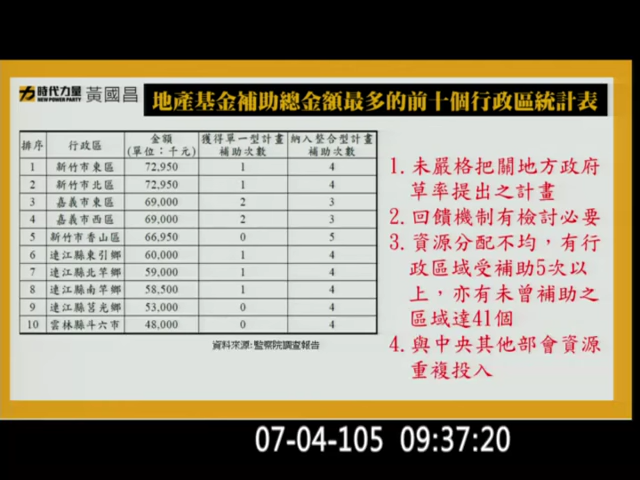 時代力量 NEW POWER PARTY 黃國昌 地產基金補助總金額最多的前十個行政區統計表
排序 行政區 金額(單位：千元) 獲得單一型計畫補助次數 納入整合型計畫補助次數
1 新竹市東區 72,950 1 4
2 新竹市北區 72,950 1 4
3 嘉義市東區 69,000 2 3
4 嘉義市西區 69,000 2 3
5 新竹市香山區 66,950 0 5
6 連江縣東引鄉 60,000 1 4
7 連江縣北竿鄉 59,000 1 4
8 連江縣南竿鄉 58,500 1 4
9 連江縣莒光鄉 53,000 0 4
10 雲林縣斗六市 48,000 0 4
資料來源:監察院調查報告
1. 未嚴格把關地方政府
草率提出之計畫
2. 回饋機制有檢討必要
3. 資源分配不均，有行
政區域受補助5次以
上，亦有未曾補助之
區域達41個
4. 與中央其他部會資源
重複投入
07-04-105 09:37:20